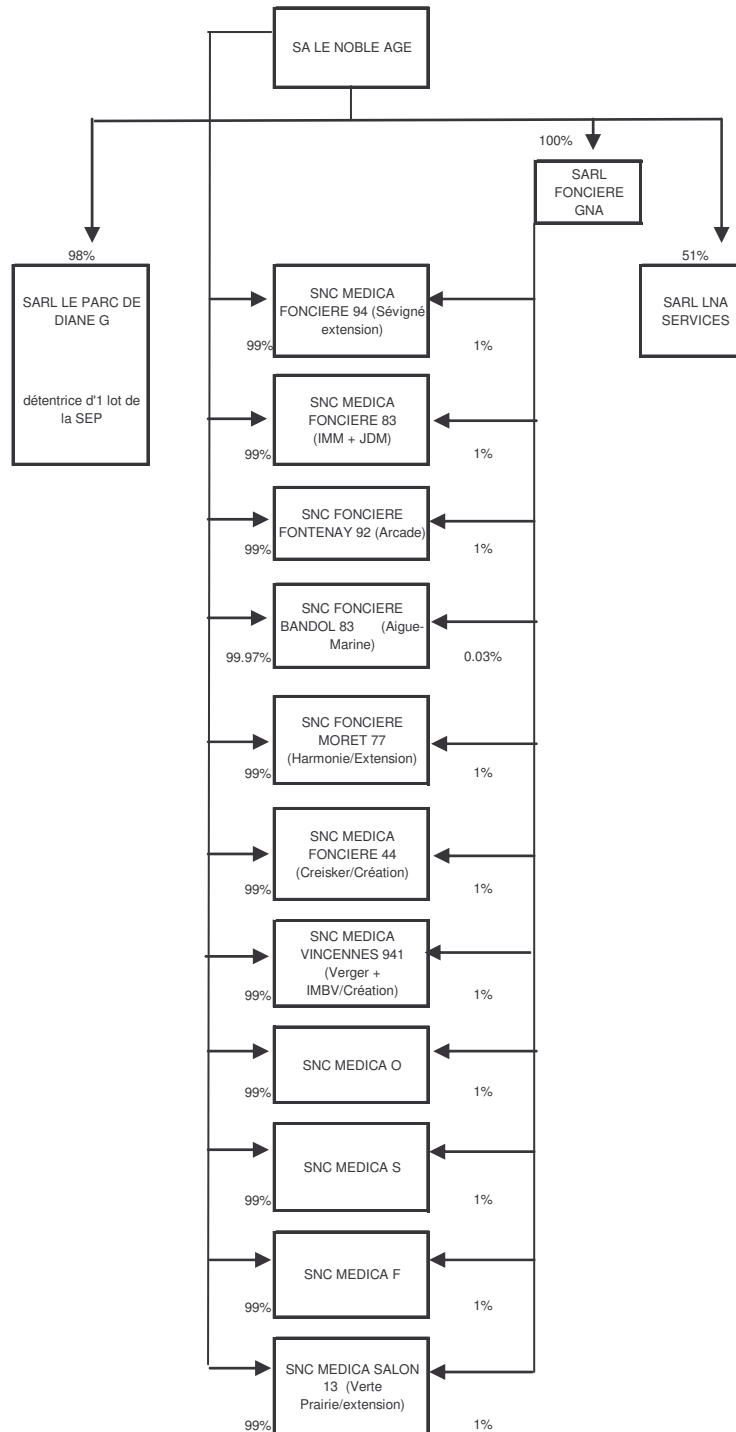 SA LE NOBLE AGE
100%
SARL
FONCIERE
GNA
98%
SARL LE PARC DE
DIANE G
détentrice d'1 lot de
la SEP
51%
SARL LNA
SERVICES
SNC MEDICA
FONCIERE 94 (Sévigné
extension)
99%
1%
SNC MEDICA
FONCIERE 83
(IMM + JDM)
99%
1%
SNC FONCIERE
FONTENAY 92 (Arcade)
99%
1%
SNC FONCIERE
BANDOL 83 (Aigue-
Marine)
99.97%
0.03%
SNC FONCIERE
MORET 77
(Harmonie/Extension)
99%
1%
SNC MEDICA
FONCIERE 44
(Creisker/Création)
99%
1%
SNC MEDICA
VINCENNES 941
(Verger +
IMBV/Création)
99%
1%
SNC MEDICA O
99%
1%
SNC MEDICA S
99%
1%
SNC MEDICA F
99%
1%
SNC MEDICA SALON
13 (Verte
Prairie/extension)
99%
1%